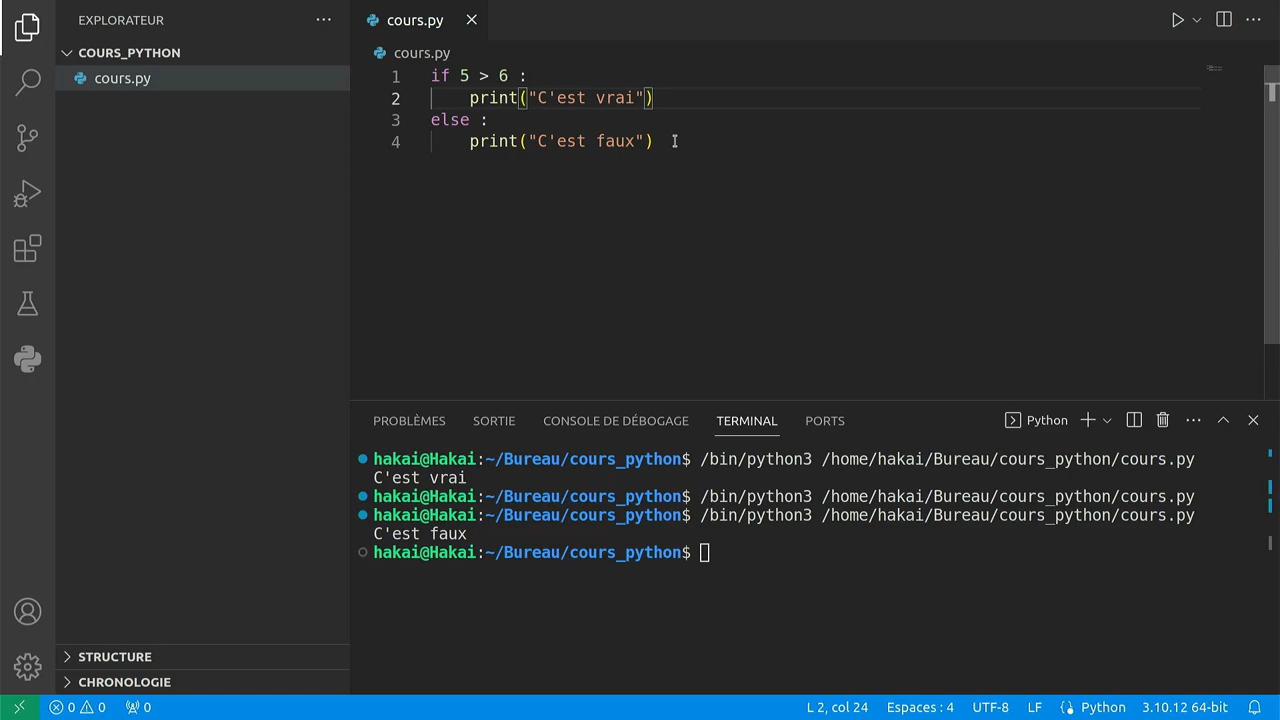 EXPLORATEUR
COURS_PYTHON
cours.py
STRUCTURE
CHRONOLOGIE
cours.py
cours.py
1 if 5 > 6 :
2 print("C'est vrai")
3 else :
4 print("C'est faux")
PROBLÈMES SORTIE CONSOLE DE DÉBOGAGE TERMINAL PORTS Python
hakai@Hakai:~/Bureau/cours_python$ /bin/python3 /home/hakai/Bureau/cours_python/cours.py
C'est vrai
hakai@Hakai:~/Bureau/cours_python$ /bin/python3 /home/hakai/Bureau/cours_python/cours.py
hakai@Hakai:~/Bureau/cours_python$ /bin/python3 /home/hakai/Bureau/cours_python/cours.py
C'est faux
hakai@Hakai:~/Bureau/cours_python$
0 0 0 L 2, col 24 Espaces : 4 UTF-8 LF Python 3.10.12 64-bit